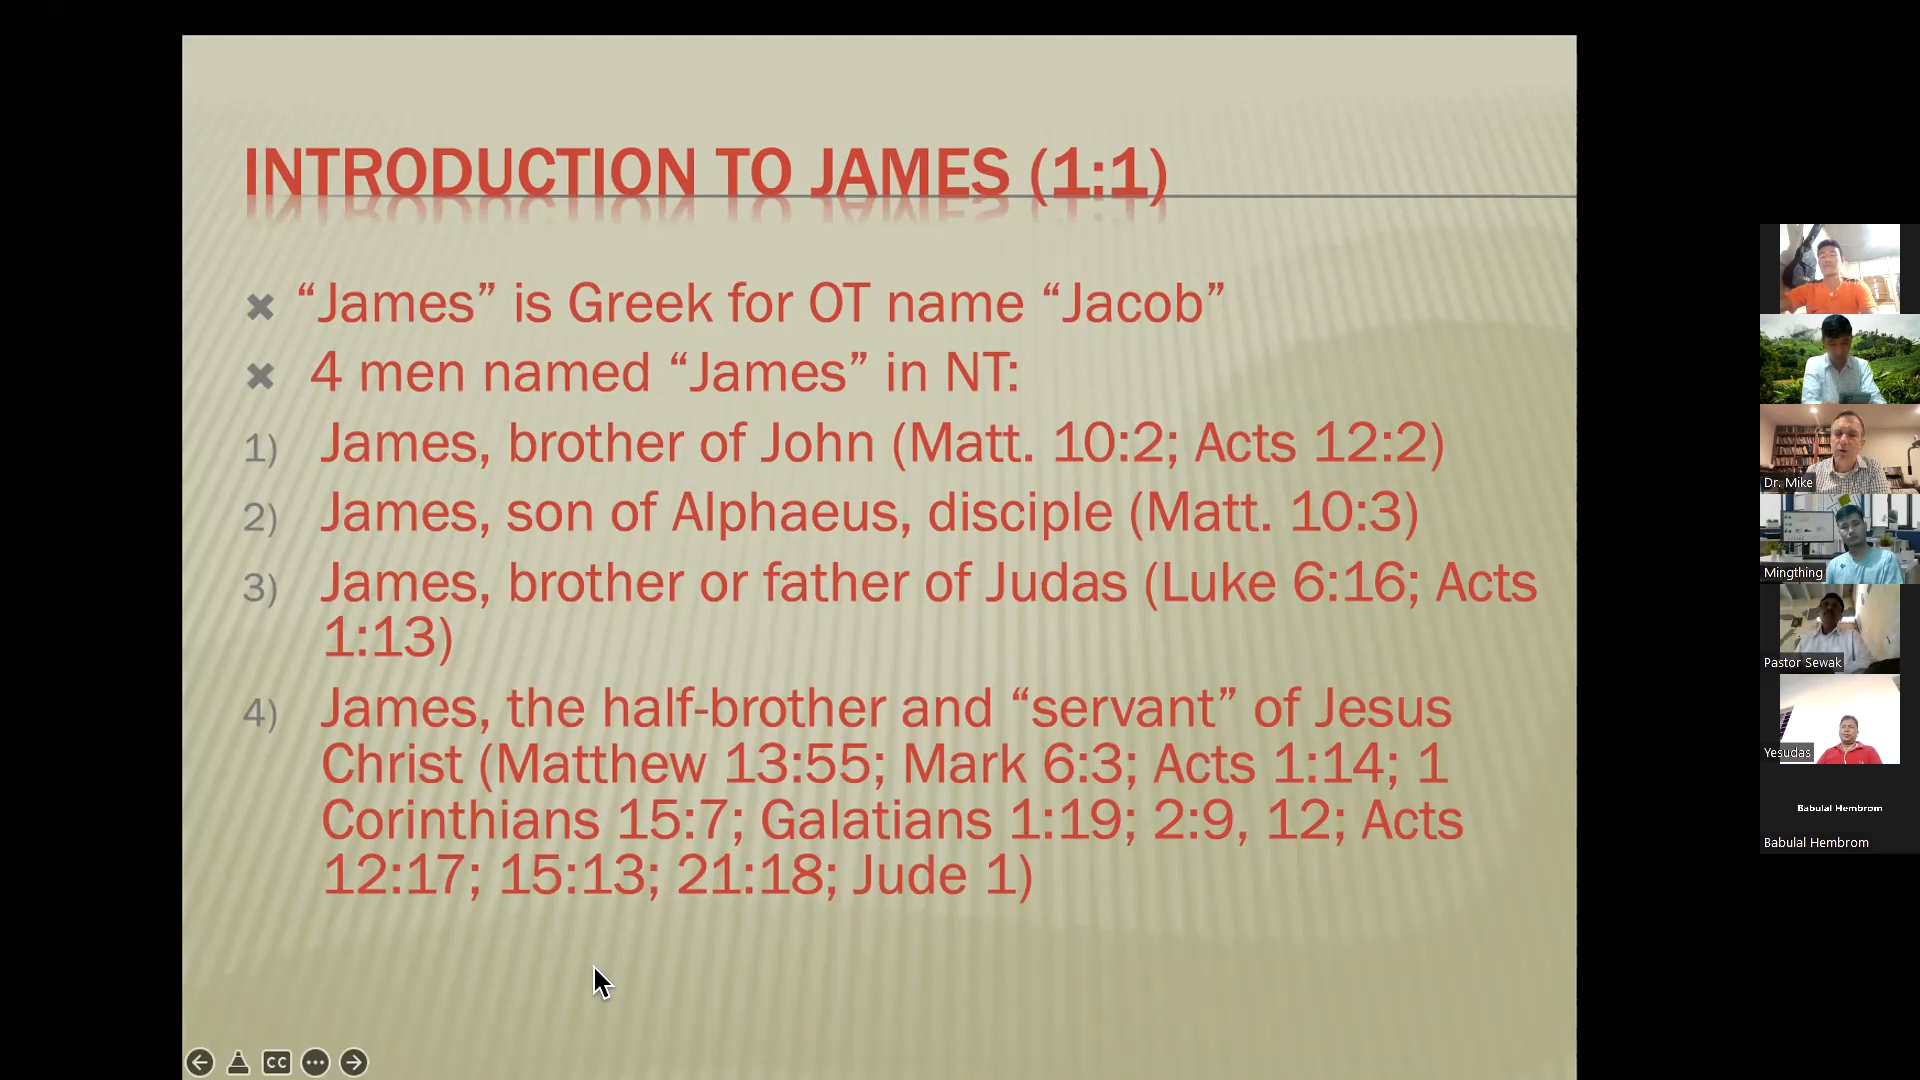 INTRODUCTION TO JAMES (1:1)
“James” is Greek for OT name “Jacob”
4 men named “James” in NT:
1) James, brother of John (Matt. 10:2; Acts 12:2)
2) James, son of Alphaeus, disciple (Matt. 10:3)
3) James, brother or father of Judas (Luke 6:16; Acts
1:13)
4) James, the half-brother and “servant” of Jesus
Christ (Matthew 13:55; Mark 6:3; Acts 1:14; 1
Corinthians 15:7; Galatians 1:19; 2:9, 12; Acts
12:17; 15:13; 21:18; Jude 1)
CC
Dr. Mike
Mingthing
Pastor Sewak
Yesudas
Babulal Hembrom
Babulal Hembrom